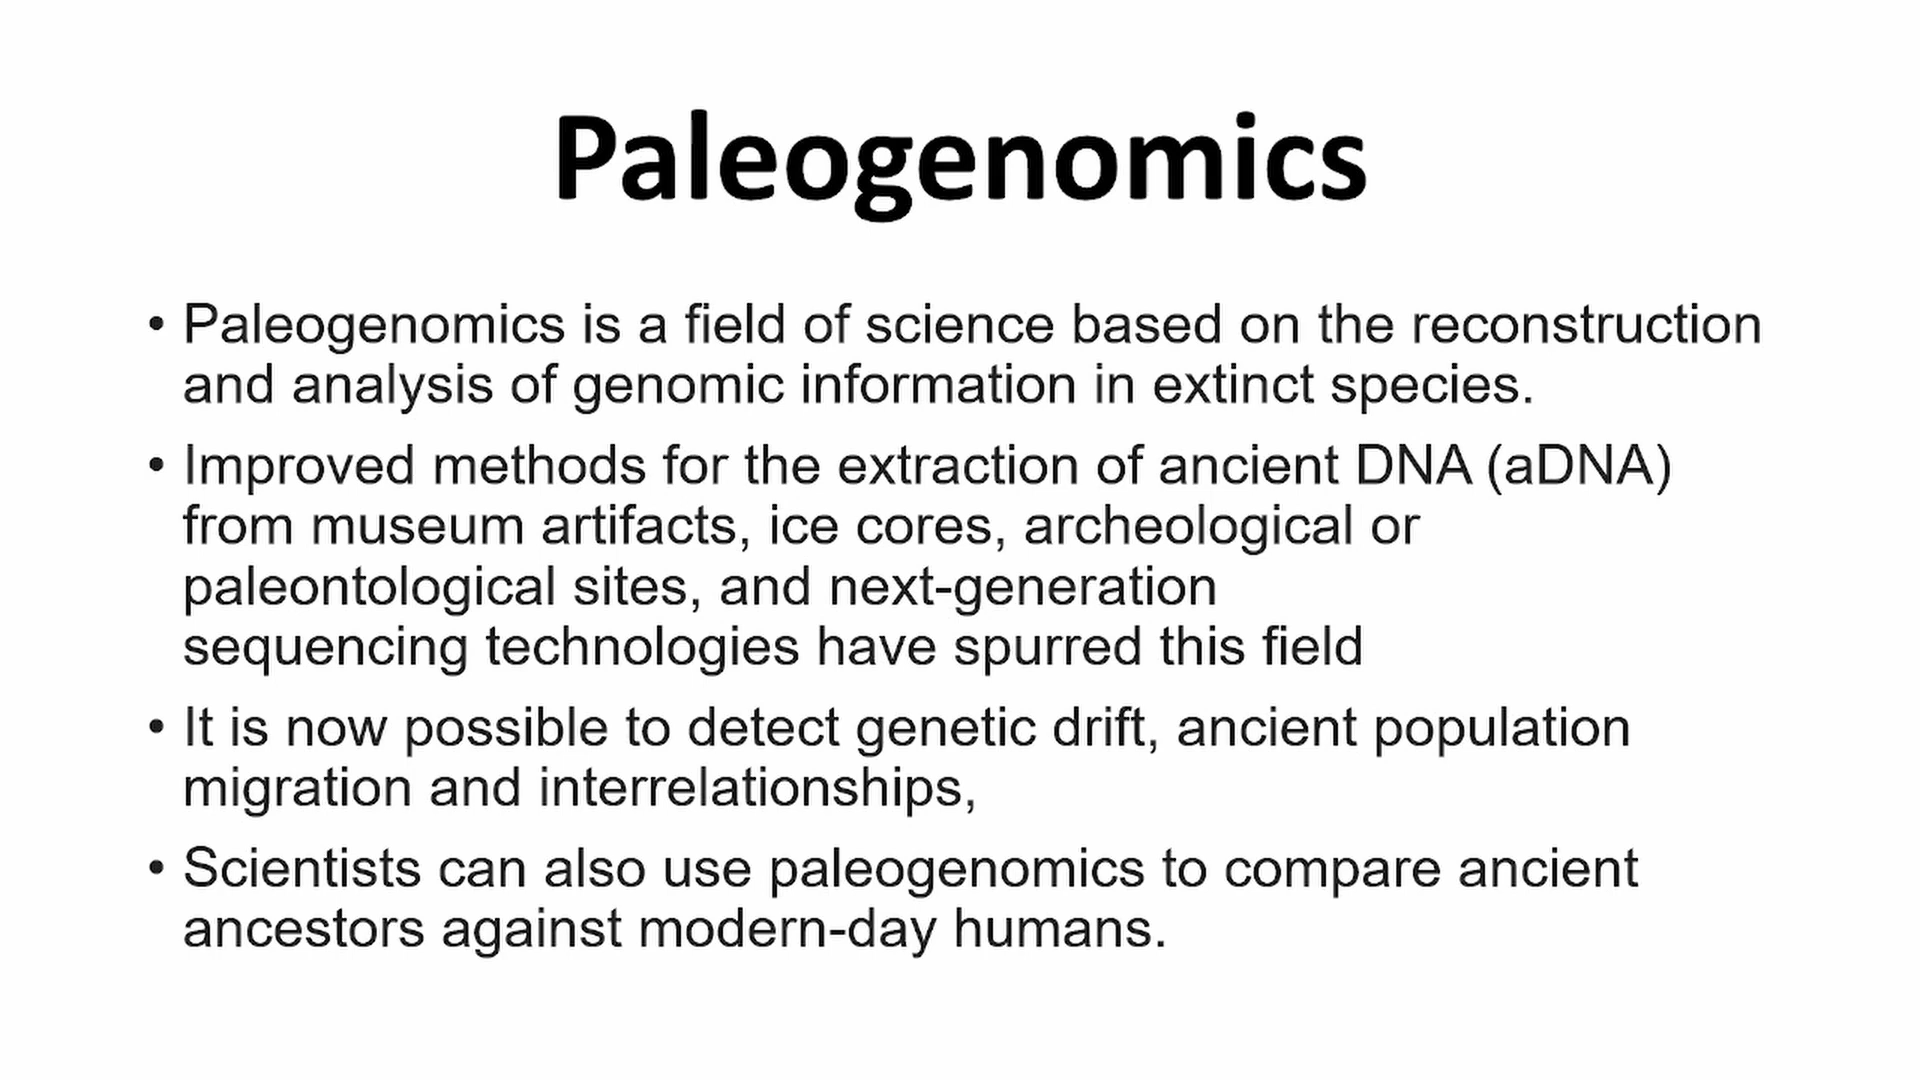 Paleogenomics
• Paleogenomics is a field of science based on the reconstruction
and analysis of genomic information in extinct species.
• Improved methods for the extraction of ancient DNA (aDNA)
from museum artifacts, ice cores, archeological or
paleontological sites, and next-generation
sequencing technologies have spurred this field
• It is now possible to detect genetic drift, ancient population
migration and interrelationships,
• Scientists can also use paleogenomics to compare ancient
ancestors against modern-day humans.